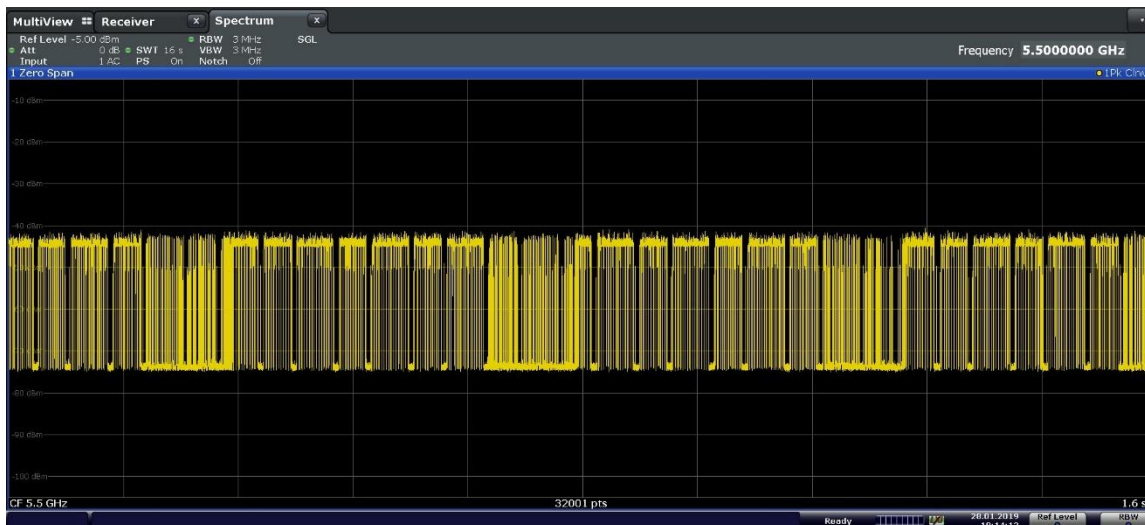 MultiView Receiver X Spectrum X
Ref Level -5.00 dBm RBW 3 MHz SGL
Att 0 dB SWT 16 s VBW 3 MHz Frequency 5.5000000 GHz
Input 1 AC PS On Notch Off
1 Zero Span 1Pk Clrw
-10 dBm
-20 dBm
-30 dBm
-40 dBm
-80 dBm
-90 dBm
-100 dBm
CF 5.5 GHz 32001 pts 1.6 s
Ready 28.01.2019 Ref Level RBW